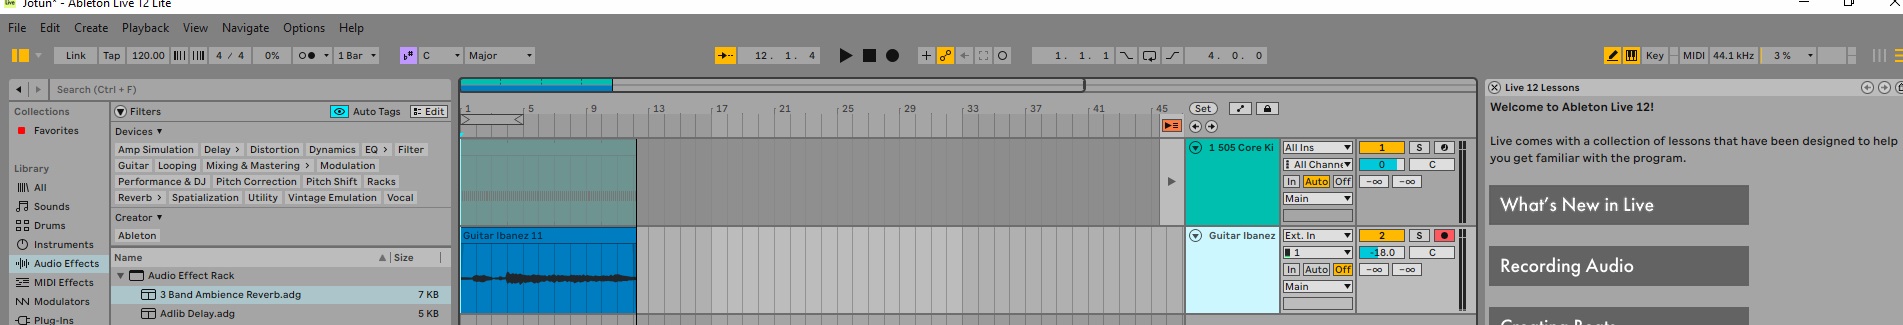 Jotun* - Ableton Live 12 Lite
File Edit Create Playback View Navigate Options Help
Link Tap 120.00 4 / 4 0% 1 Bar C Major 12. 1. 4 1. 1. 1 4. 0. 0 Key MIDI 44.1 kHz 3 %
Search (Ctrl + F)
Collections
Favorites
Library
All
Sounds
Drums
Instruments
Audio Effects
MIDI Effects
Modulators
Plug-Ins
Filters Auto Tags Edit
Devices
Amp Simulation Delay > Distortion Dynamics EQ > Filter
Guitar Looping Mixing & Mastering > Modulation
Performance & DJ Pitch Correction Pitch Shift Racks
Reverb > Spatialization Utility Vintage Emulation Vocal
Creator
Ableton
Name Size
Audio Effect Rack
3 Band Ambience Reverb.adg 7 KB
Adlib Delay.adg 5 KB
1 5 9 13 17 21 25 29 33 37 41 45
Set
Guitar Ibanez 11
1 505 Core Ki
All Ins 1 S
All Channe 0 C
In Auto Off -∞ -∞
Main
Guitar Ibanez
Ext. In 2 S
1 -18.0 C
In Auto Off -∞ -∞
Main
Live 12 Lessons
Welcome to Ableton Live 12!
Live comes with a collection of lessons that have been designed to help
you get familiar with the program.
What's New in Live
Recording Audio
Creating Beats